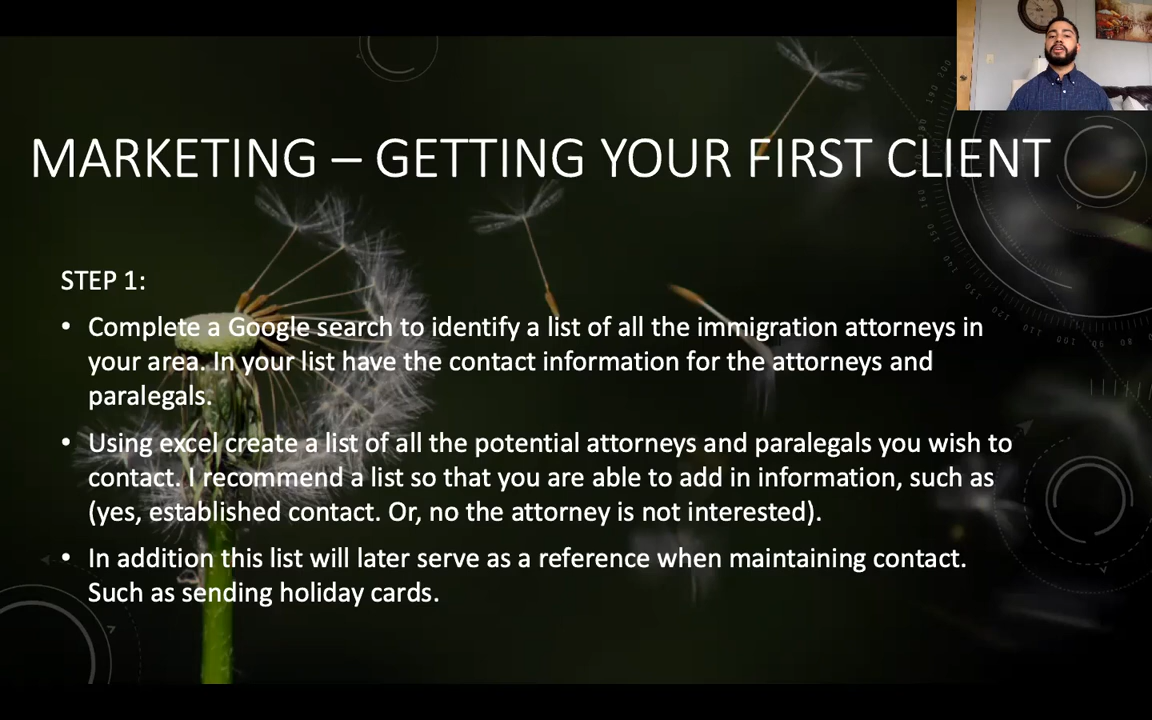 MARKETING – GETTING YOUR FIRST CLIENT
STEP 1:
• Complete a Google search to identify a list of all the immigration attorneys in
your area. In your list have the contact information for the attorneys and
paralegals.
• Using excel create a list of all the potential attorneys and paralegals you wish to
contact. I recommend a list so that you are able to add in information, such as
(yes, established contact. Or, no the attorney is not interested).
• In addition this list will later serve as a reference when maintaining contact.
Such as sending holiday cards.